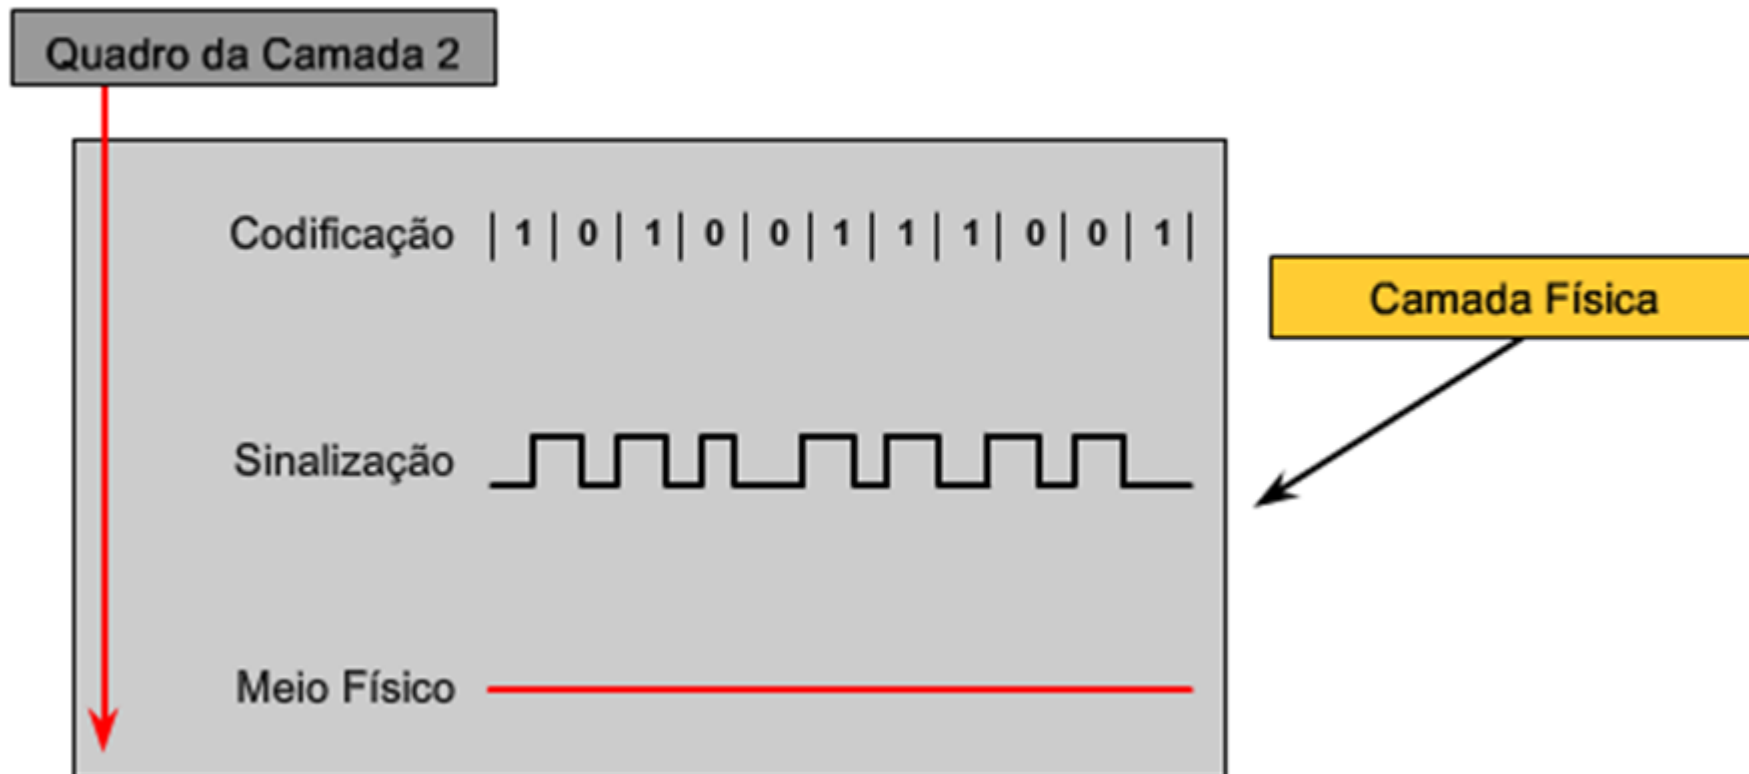 Quadro da Camada 2
Codificação | 1 | 0 | 1 | 0 | 0 | 1 | 1 | 1 | 0 | 0 | 1 |
Camada Física
Sinalização
Meio Físico